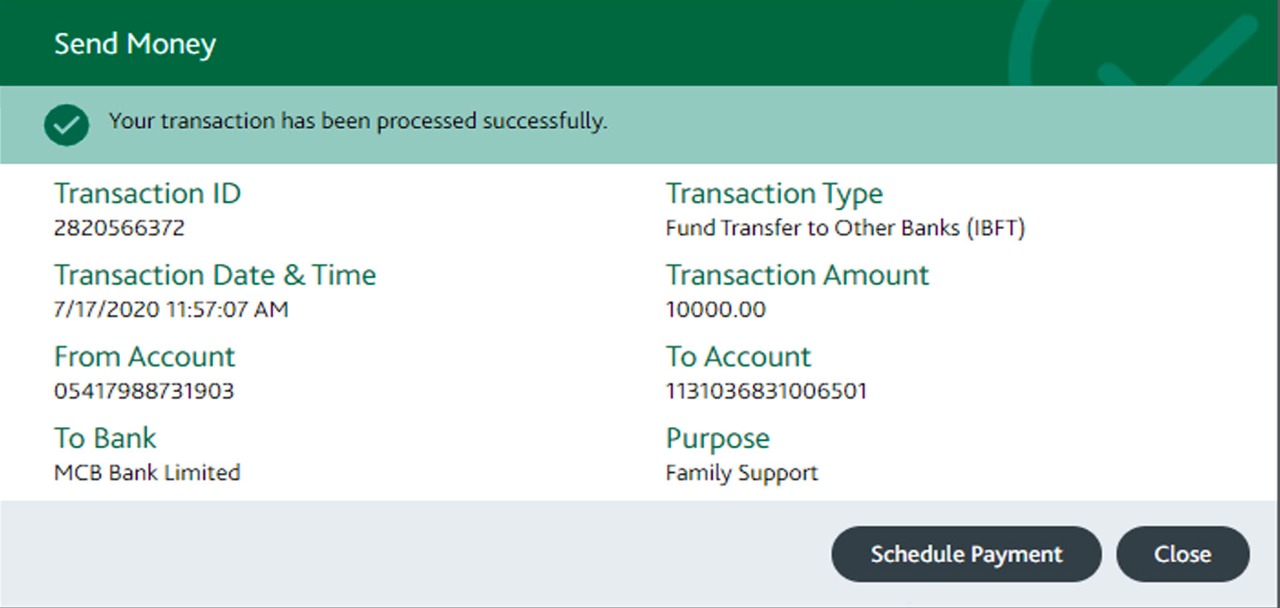 Send Money
Your transaction has been processed successfully.
Transaction ID
2820566372
Transaction Type
Fund Transfer to Other Banks (IBFT)
Transaction Date & Time
7/17/2020 11:57:07 AM
Transaction Amount
10000.00
From Account
05417988731903
To Account
1131036831006501
To Bank
MCB Bank Limited
Purpose
Family Support
Schedule Payment
Close